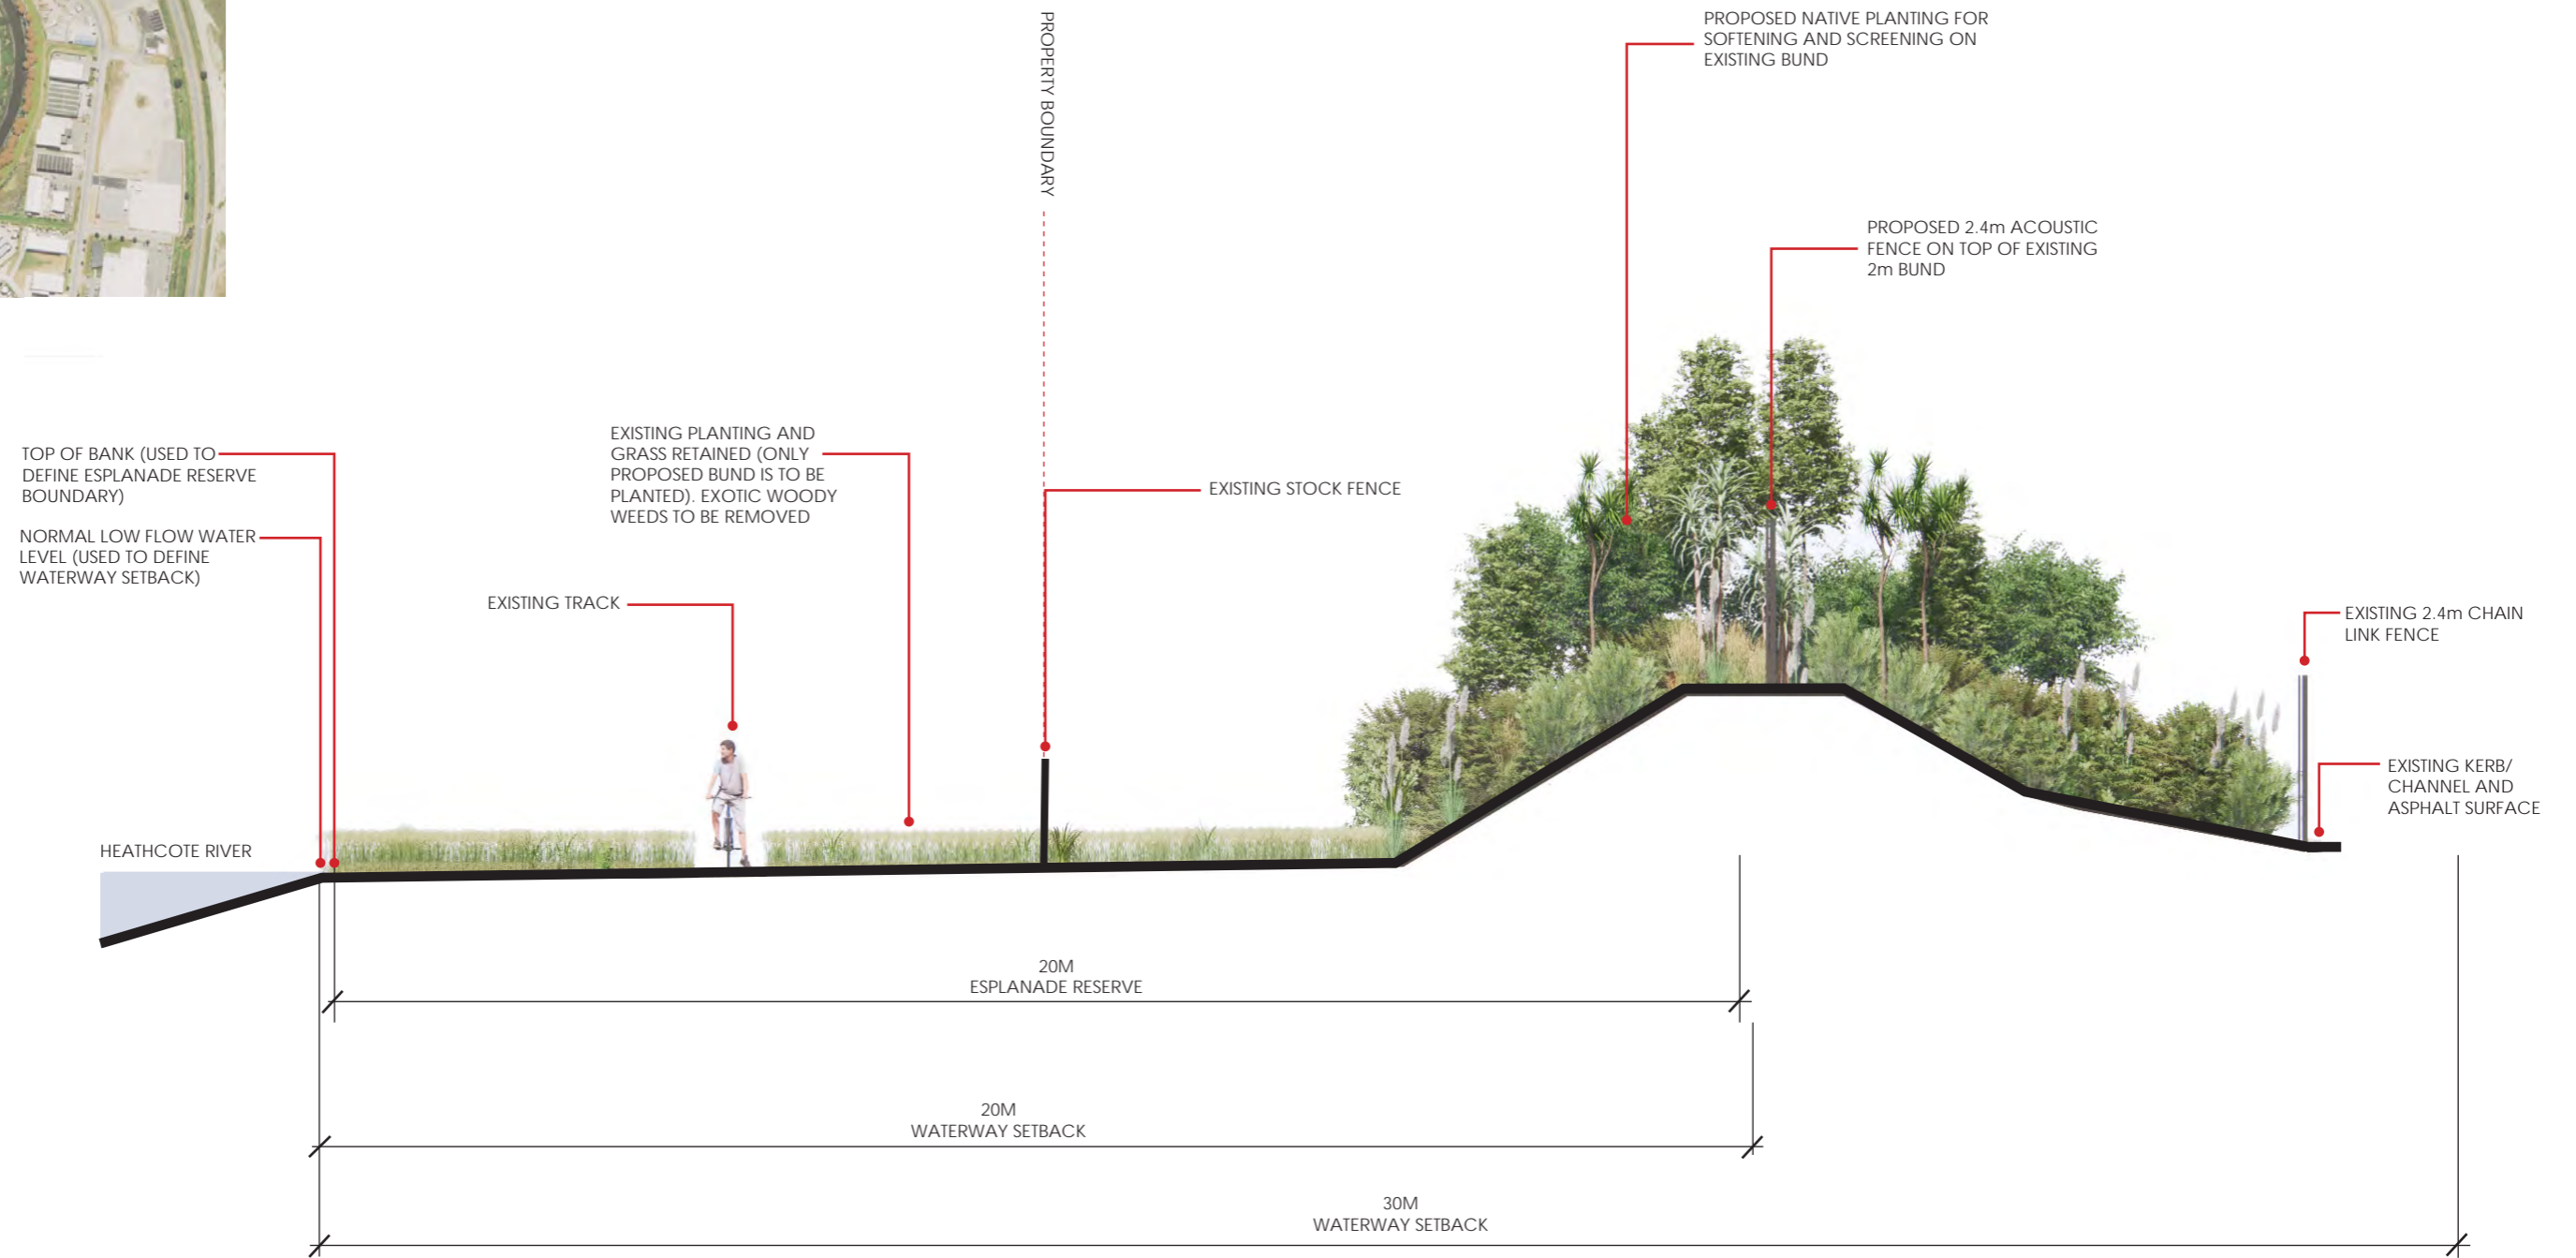 PROPERTY BOUNDARY
PROPOSED NATIVE PLANTING FOR
SOFTENING AND SCREENING ON
EXISTING BUND
PROPOSED 2.4m ACOUSTIC
FENCE ON TOP OF EXISTING
2m BUND
TOP OF BANK (USED TO
DEFINE ESPLANADE RESERVE
BOUNDARY)
NORMAL LOW FLOW WATER
LEVEL (USED TO DEFINE
WATERWAY SETBACK)
EXISTING PLANTING AND
GRASS RETAINED (ONLY
PROPOSED BUND IS TO BE
PLANTED). EXOTIC WOODY
WEEDS TO BE REMOVED
EXISTING STOCK FENCE
EXISTING TRACK
EXISTING 2.4m CHAIN
LINK FENCE
EXISTING KERB/
CHANNEL AND
ASPHALT SURFACE
HEATHCOTE RIVER
20M
ESPLANADE RESERVE
20M
WATERWAY SETBACK
30M
WATERWAY SETBACK